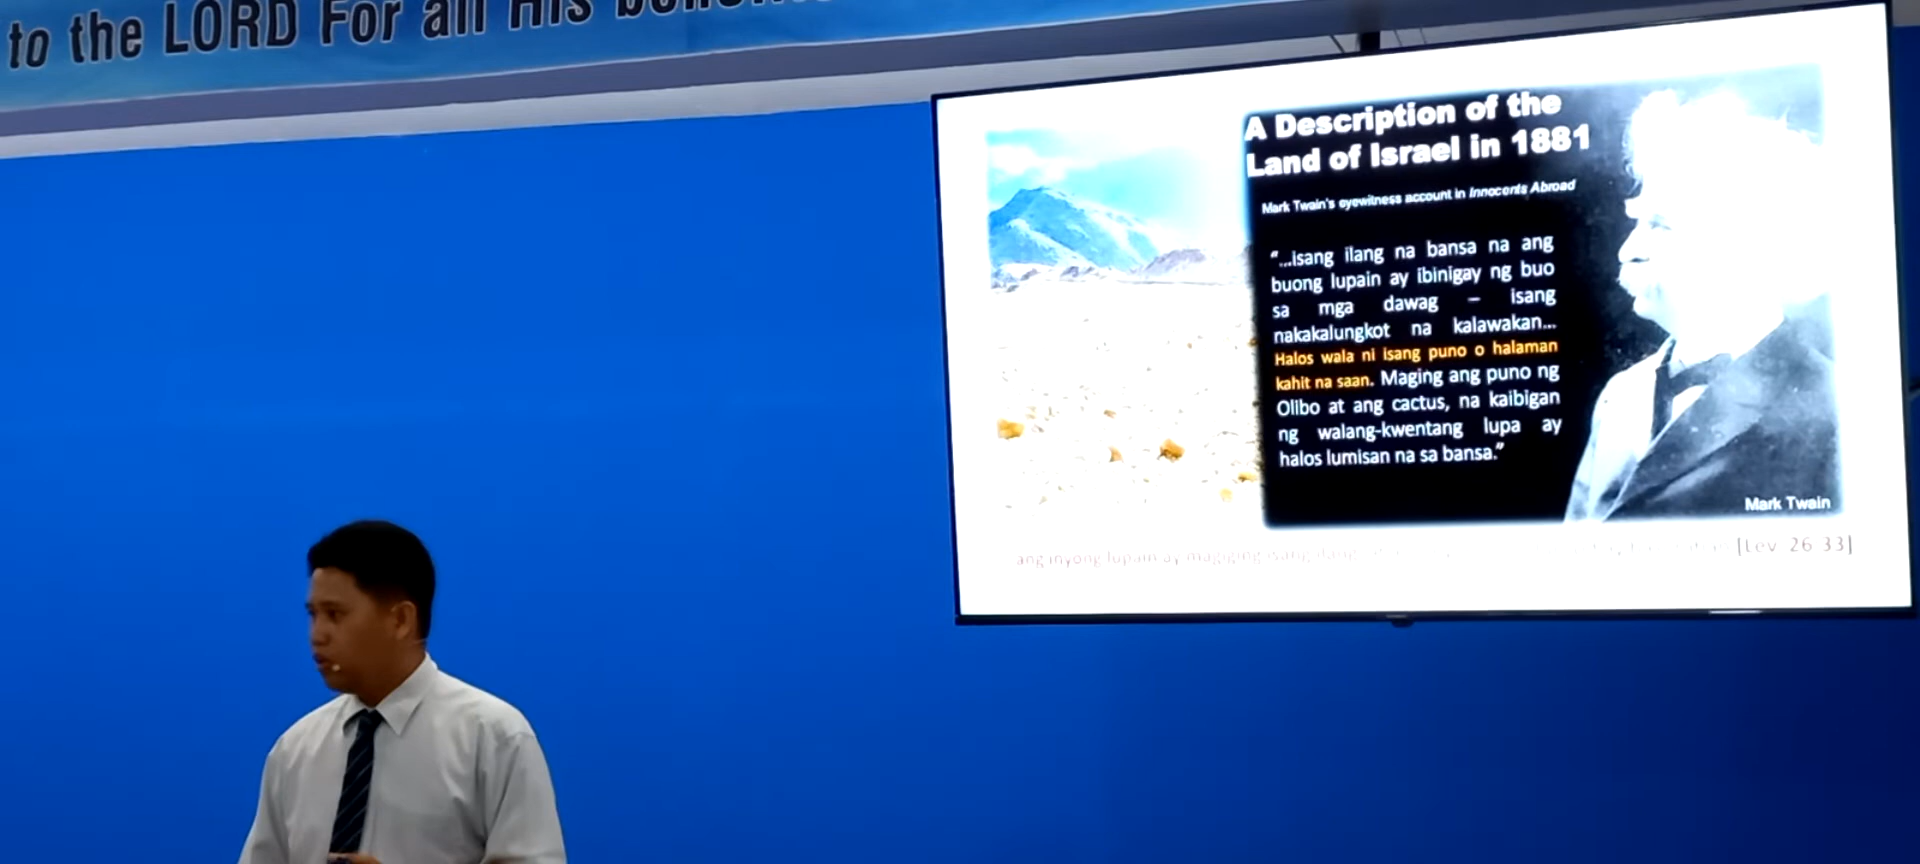 to the LORD For all His
A Description of the
Land of Israel in 1881
Mark Twain's eyewitness account in Innocents Abroad
“...isang ilang na bansa na ang
buong lupain ay ibinigay ng buo
sa mga dawag – isang
nakakalungkot na kalawakan...
Halos wala ni isang puno o halaman
kahit na saan. Maging ang puno ng
Olibo at ang cactus, na kaibigan
ng walang-kwentang lupa ay
halos lumisan na sa bansa.”
Mark Twain
ang inyong lupain ay magiging [Lev. 26:33]